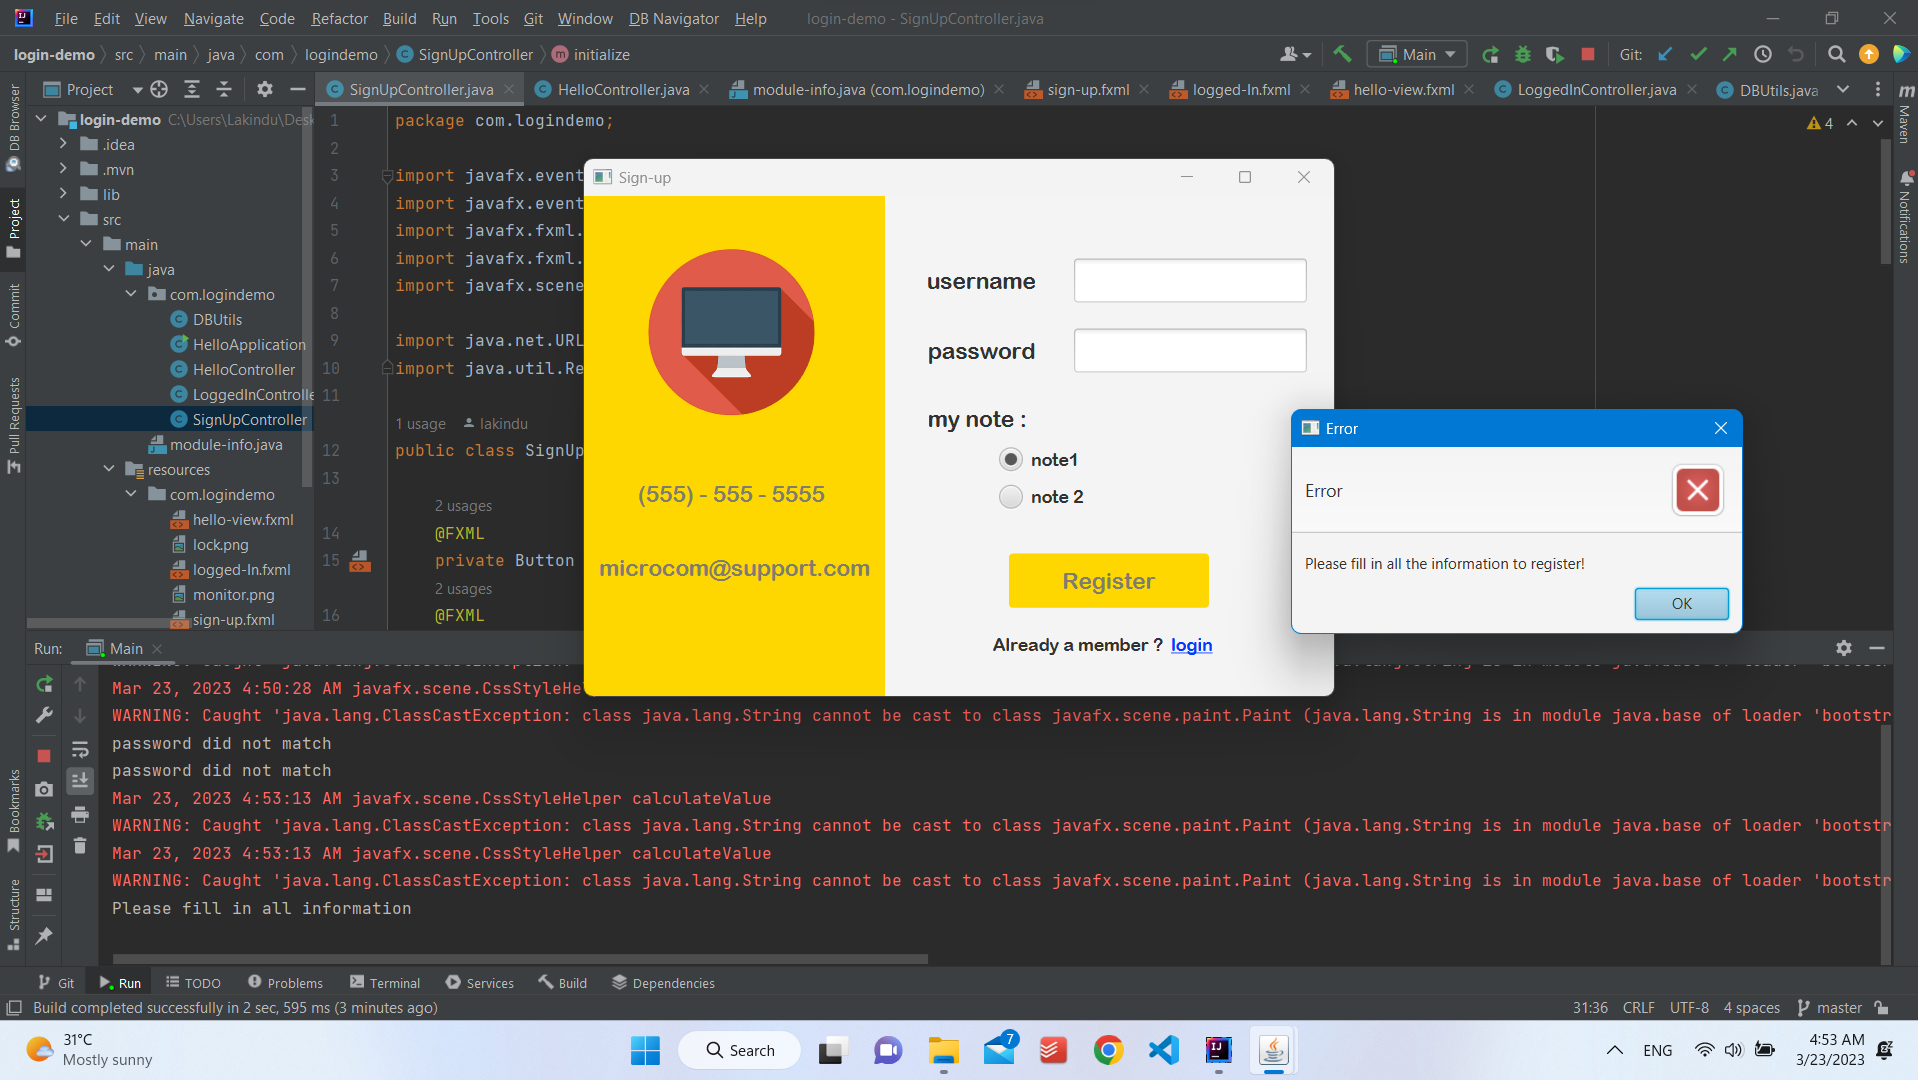 File Edit View Navigate Code Refactor Build Run Tools Git Window DB Navigator Help login-demo - SignUpController.java
login-demo src main java com logindemo SignUpController initialize Main Git:
Project SignUpController.java HelloController.java module-info.java (com.logindemo) sign-up.fxml logged-In.fxml hello-view.fxml LoggedInController.java DBUtils.java
DB Browser
Project
Commit
Pull Requests
Bookmarks
Structure
Maven
Notifications
login-demo C:\Users\Lakindu\Desk
.idea
.mvn
lib
src
main
java
com.logindemo
DBUtils
HelloApplication
HelloController
LoggedInControlle
SignUpController
module-info.java
resources
com.logindemo
hello-view.fxml
lock.png
logged-In.fxml
monitor.png
sign-up.fxml
4
1 package com.logindemo;
2
3 import javafx.event
4 import javafx.event
5 import javafx.fxml.
6 import javafx.fxml.
7 import javafx.scene
8
9 import java.net.URL
10 import java.util.Re
11
1 usage lakindu
12 public class SignUp
13
2 usages
14 @FXML
15 private Button
2 usages
16 @FXML
Sign-up
(555) - 555 - 5555
microcom@support.com
username
password
my note :
note1
note 2
Register
Already a member ? login
Error
Error
Please fill in all the information to register!
OK
Run: Main
Mar 23, 2023 4:50:28 AM javafx.scene.CssStyleHe
WARNING: Caught 'java.lang.ClassCastException: class java.lang.String cannot be cast to class javafx.scene.paint.Paint (java.lang.String is in module java.base of loader 'bootstr
password did not match
password did not match
Mar 23, 2023 4:53:13 AM javafx.scene.CssStyleHelper calculateValue
WARNING: Caught 'java.lang.ClassCastException: class java.lang.String cannot be cast to class javafx.scene.paint.Paint (java.lang.String is in module java.base of loader 'bootstr
Mar 23, 2023 4:53:13 AM javafx.scene.CssStyleHelper calculateValue
WARNING: Caught 'java.lang.ClassCastException: class java.lang.String cannot be cast to class javafx.scene.paint.Paint (java.lang.String is in module java.base of loader 'bootstr
Please fill in all information
Git Run TODO Problems Terminal Services Build Dependencies
Build completed successfully in 2 sec, 595 ms (3 minutes ago) 31:36 CRLF UTF-8 4 spaces master
31°C
Mostly sunny
Search
7
ENG
4:53 AM
3/23/2023